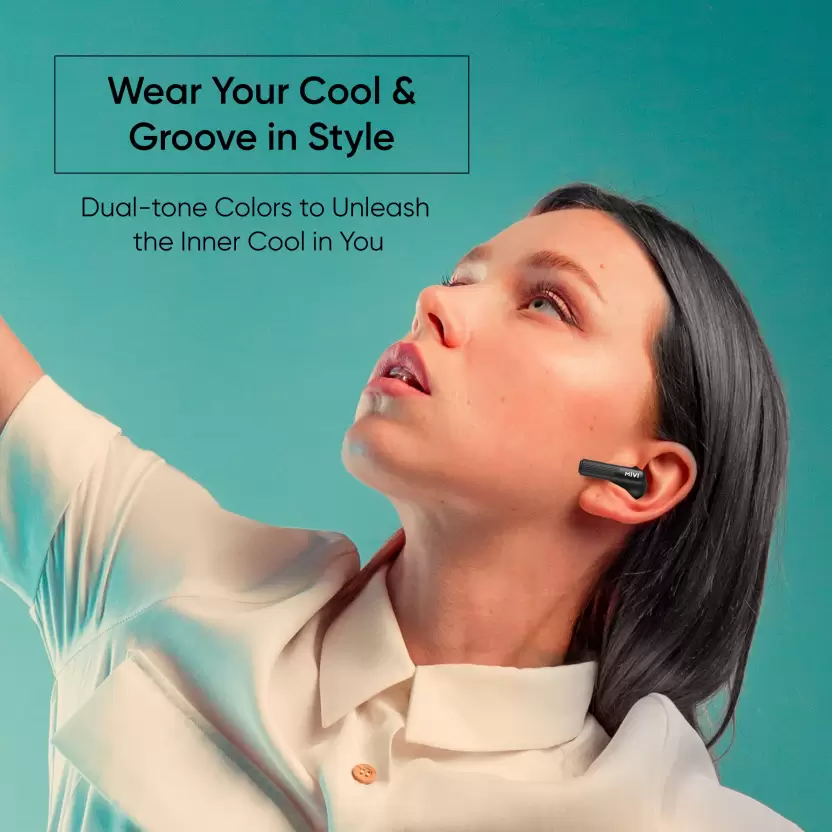 Wear Your Cool &
Groove in Style
Dual-tone Colors to Unleash
the Inner Cool in You
MIVI